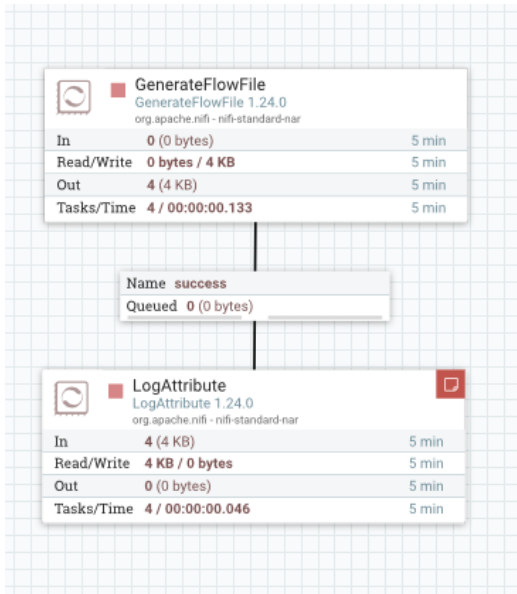 GenerateFlowFile
GenerateFlowFile 1.24.0
org.apache.nifi - nifi-standard-nar
In 0 (0 bytes) 5 min
Read/Write 0 bytes / 4 KB 5 min
Out 4 (4 KB) 5 min
Tasks/Time 4 / 00:00:00.133 5 min
Name success
Queued 0 (0 bytes)
LogAttribute
LogAttribute 1.24.0
org.apache.nifi - nifi-standard-nar
In 4 (4 KB) 5 min
Read/Write 4 KB / 0 bytes 5 min
Out 0 (0 bytes) 5 min
Tasks/Time 4 / 00:00:00.046 5 min